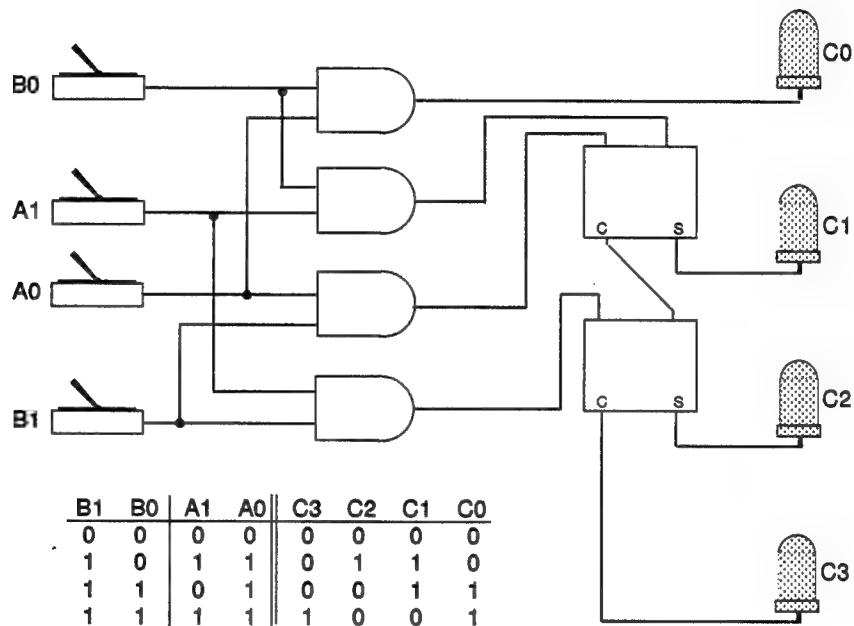 B0
C0
A1
C S
C1
A0
C S
C2
B1
B1 B0 A1 A0 C3 C2 C1 C0
0 0 0 0 0 0 0 0
1 0 1 1 0 1 1 0
1 1 0 1 0 0 1 1
1 1 1 1 1 0 0 1
C3